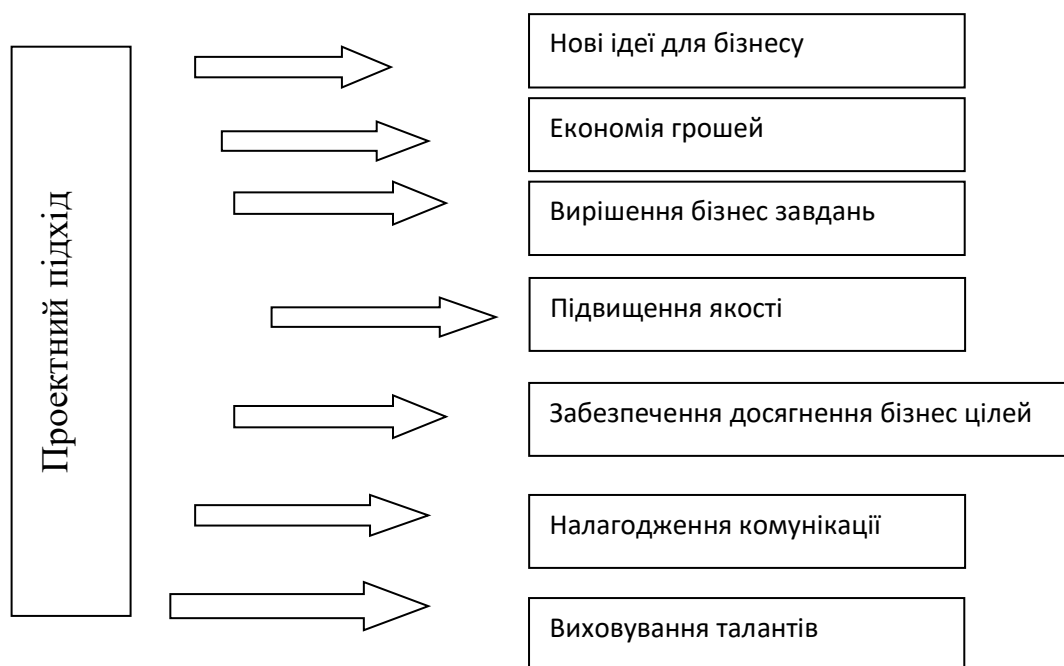 Проектний підхід
Нові ідеї для бізнесу
Економія грошей
Вирішення бізнес завдань
Підвищення якості
Забезпечення досягнення бізнес цілей
Налагодження комунікації
Виховування талантів